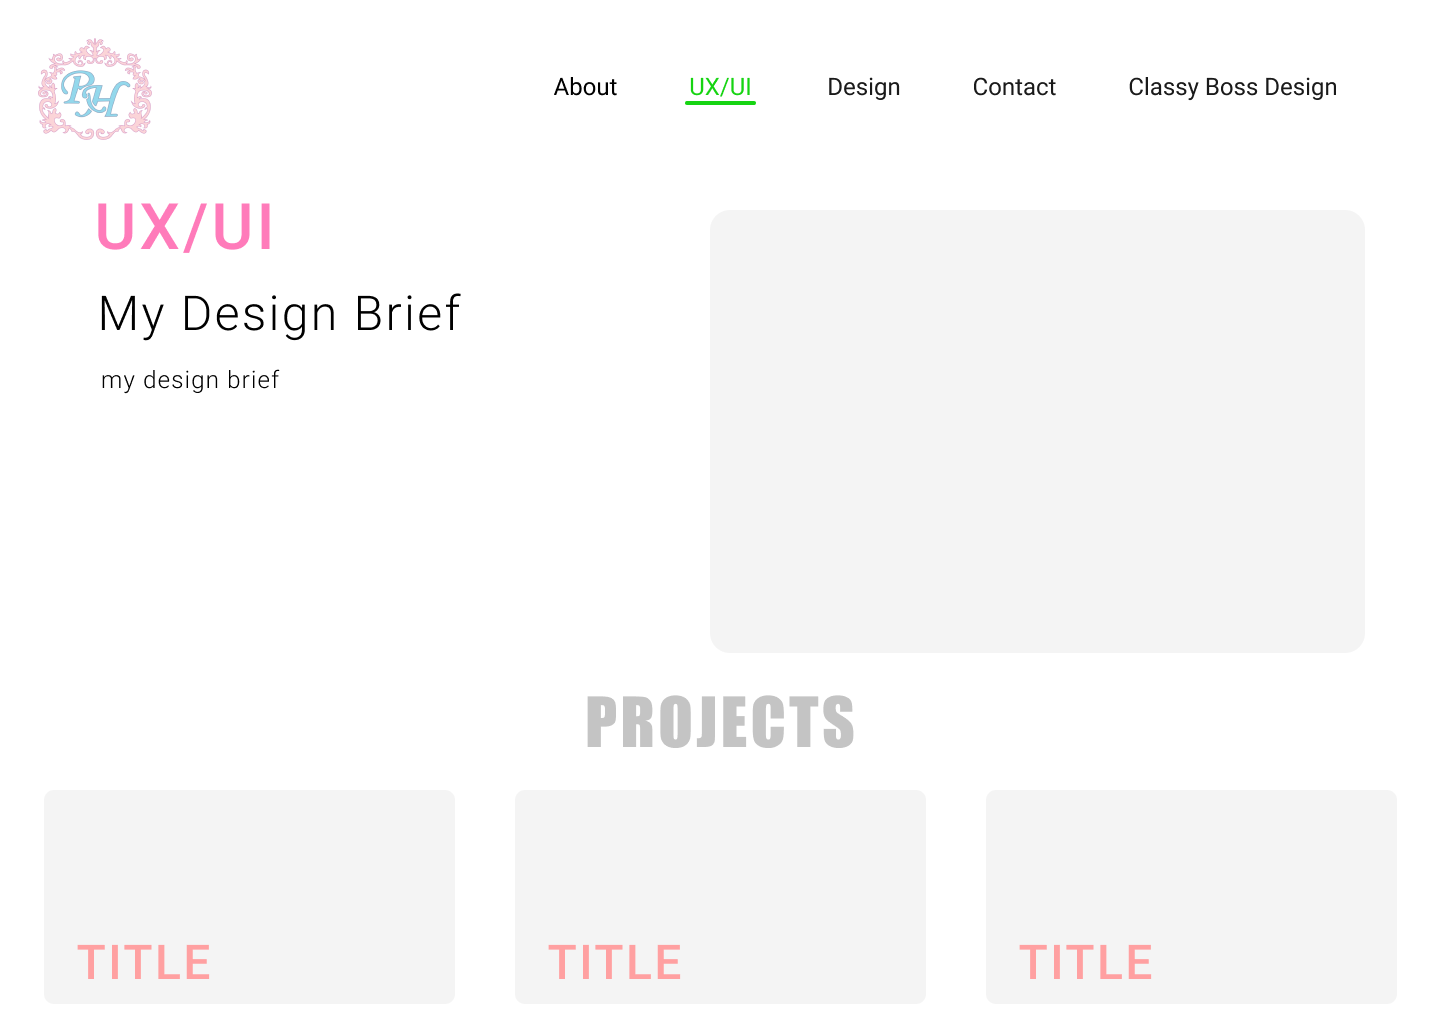 RH
About UX/UI Design Contact Classy Boss Design
UX/UI
My Design Brief
my design brief
PROJECTS
TITLE TITLE TITLE